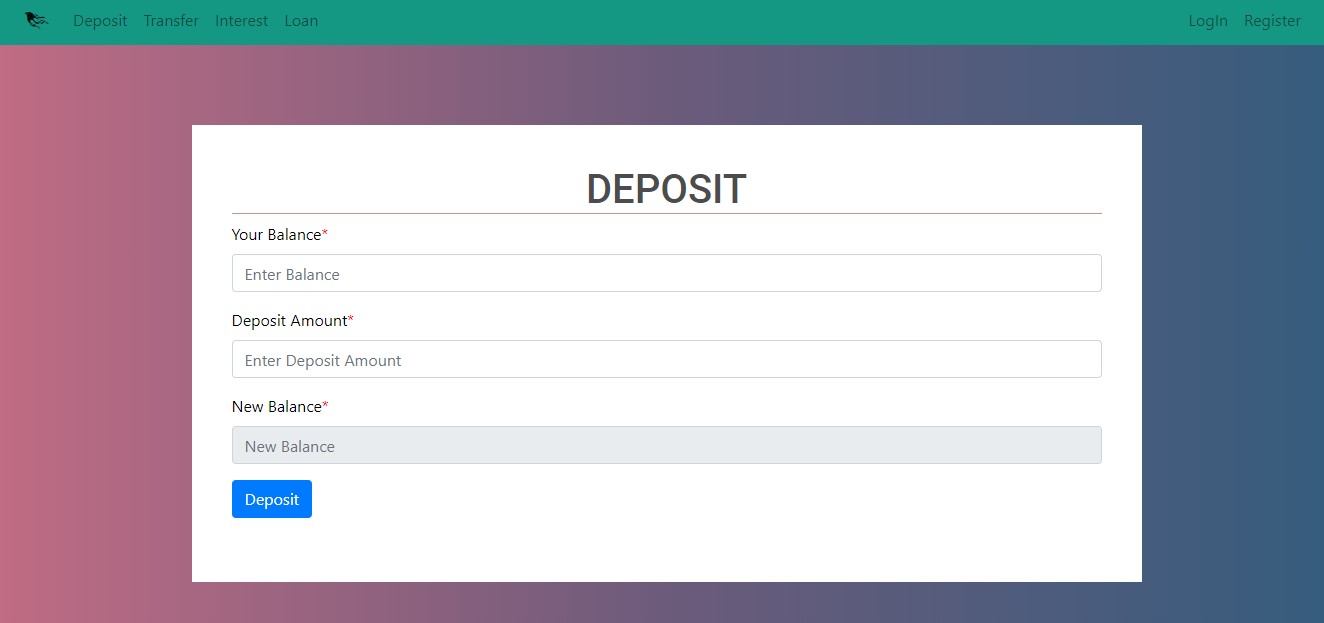 Deposit Transfer Interest Loan LogIn Register
DEPOSIT
Your Balance*
Enter Balance
Deposit Amount*
Enter Deposit Amount
New Balance*
New Balance
Deposit